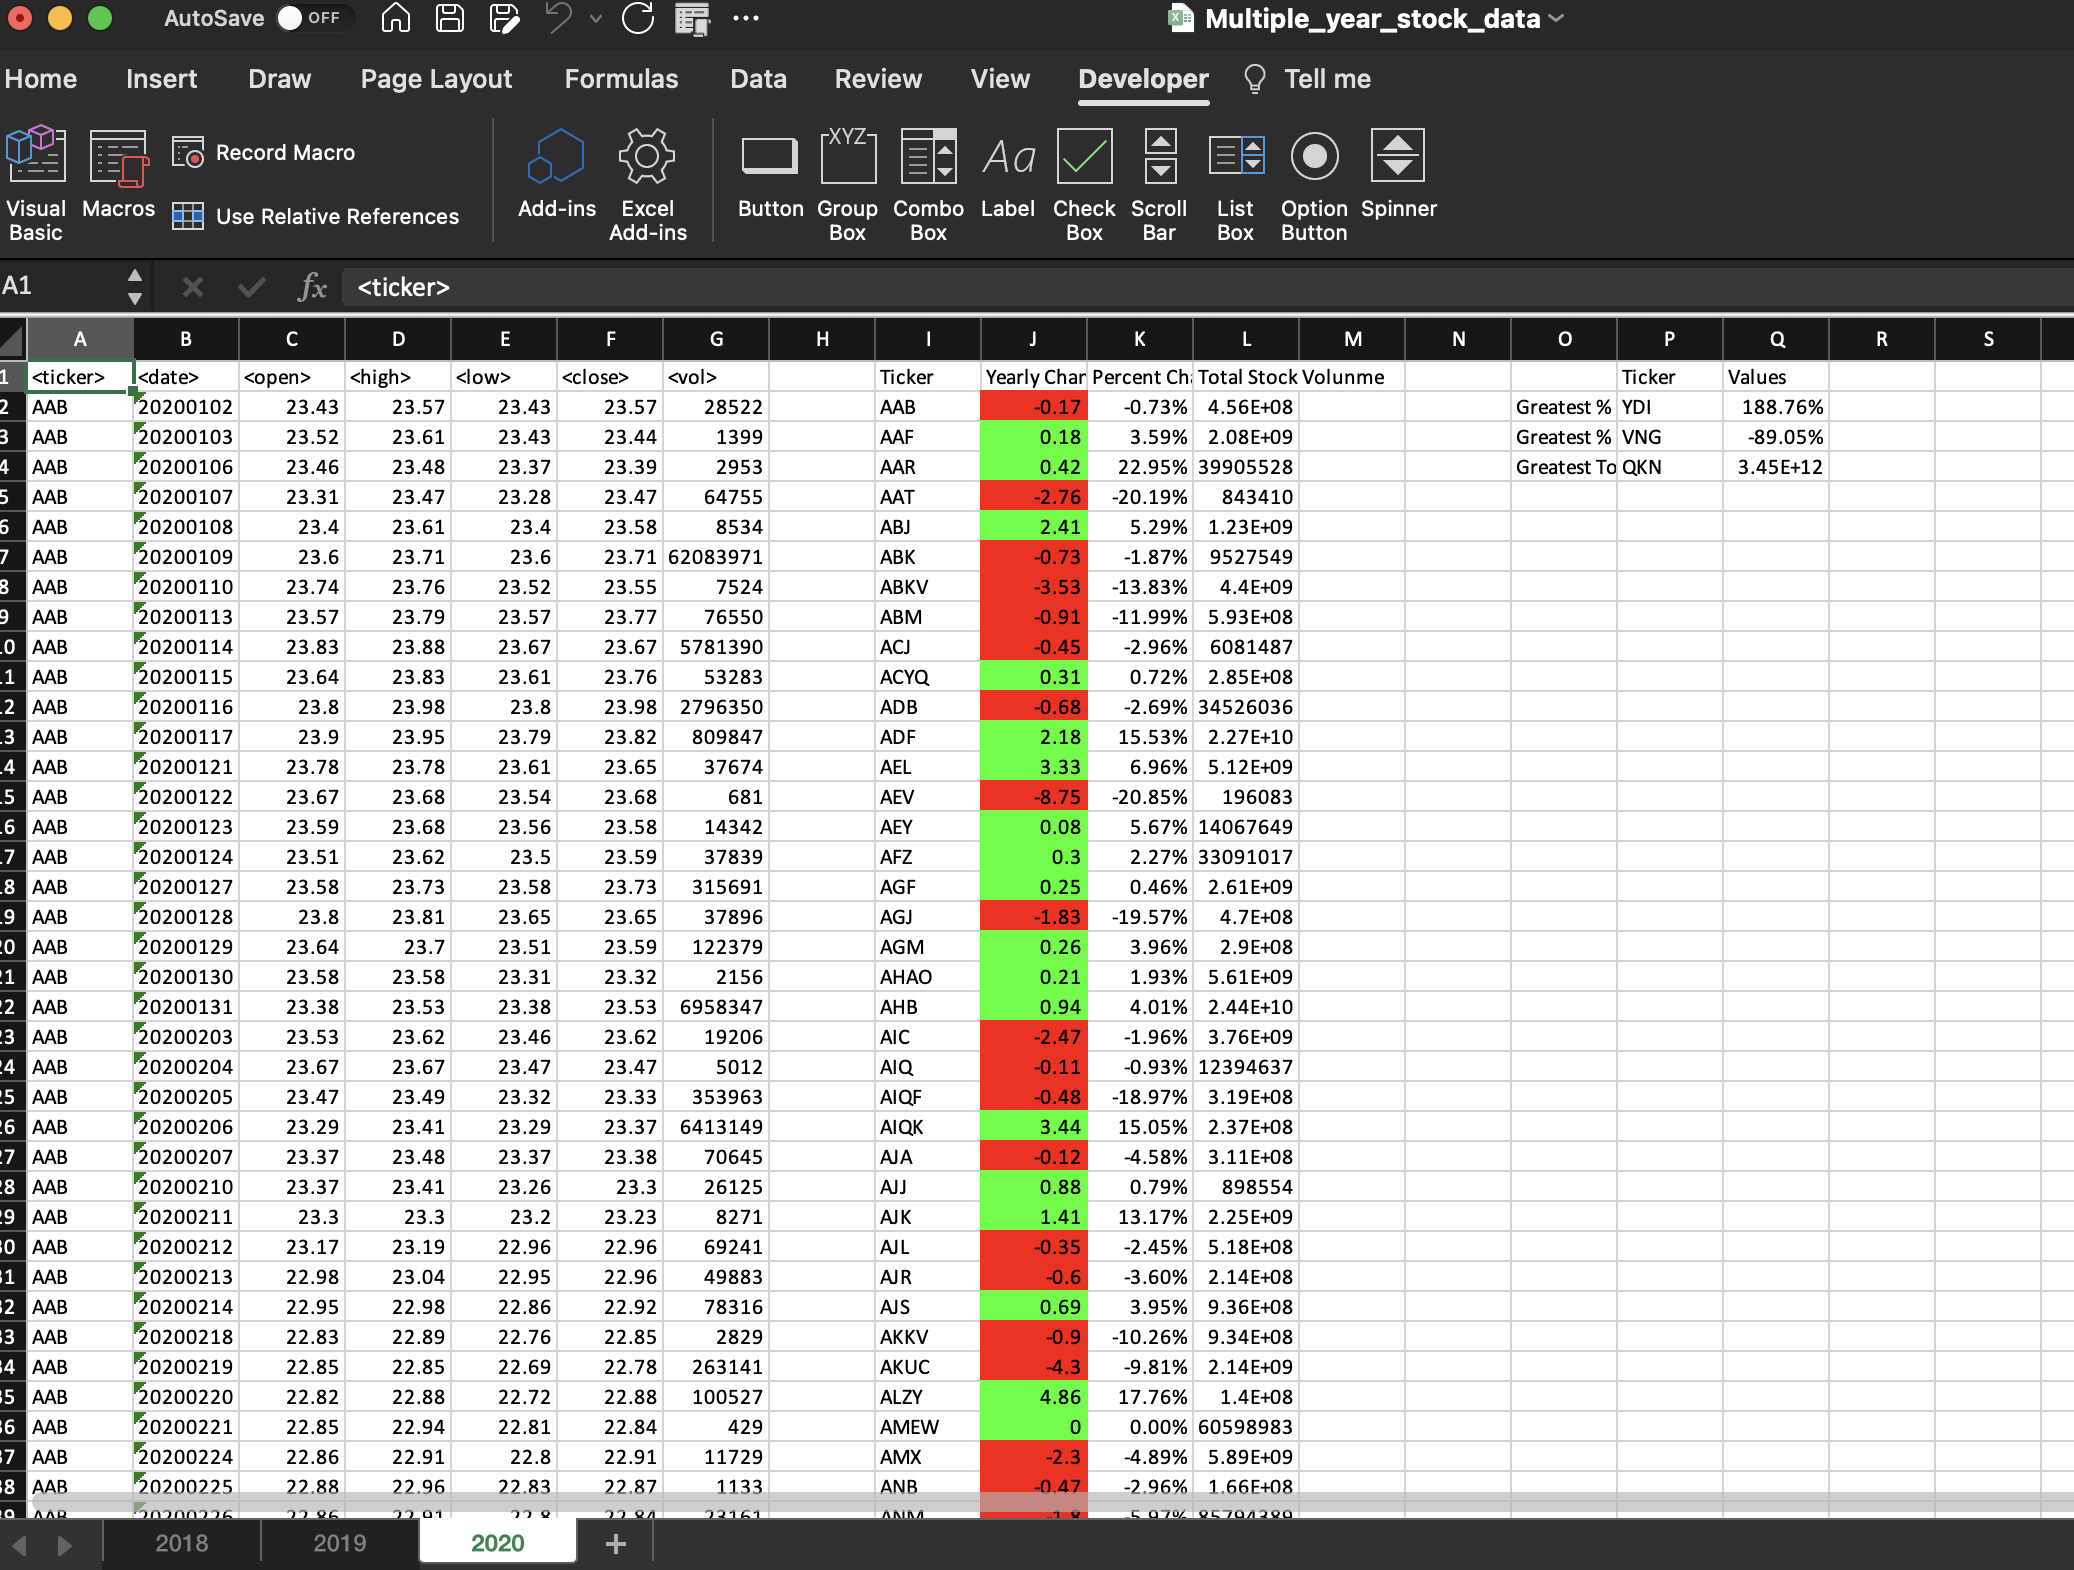 AutoSave OFF Multiple_year_stock_data
Home Insert Draw Page Layout Formulas Data Review View Developer Tell me
XYZ Aa
Record Macro
Visual Basic Macros Use Relative References Add-ins Excel Add-ins Button Group Box Combo Box Label Check Box Scroll Bar List Box Option Button Spinner
A1 fx <ticker>
A B C D E F G H I J K L M N O P Q R S
1 <ticker> <date> <open> <high> <low> <close> <vol> Ticker Yearly Char Percent Ch Total Stock Volunme Ticker Values
2 AAB 20200102 23.43 23.57 23.43 23.57 28522 AAB -0.17 -0.73% 4.56E+08 Greatest % YDI 188.76%
3 AAB 20200103 23.52 23.61 23.43 23.44 1399 AAF 0.18 3.59% 2.08E+09 Greatest % VNG -89.05%
4 AAB 20200106 23.46 23.48 23.37 23.39 2953 AAR 0.42 22.95% 39905528 Greatest To QKN 3.45E+12
5 AAB 20200107 23.31 23.47 23.28 23.47 64755 AAT -2.76 -20.19% 843410
6 AAB 20200108 23.4 23.61 23.4 23.58 8534 ABJ 2.41 5.29% 1.23E+09
7 AAB 20200109 23.6 23.71 23.6 23.71 62083971 ABK -0.73 -1.87% 9527549
8 AAB 20200110 23.74 23.76 23.52 23.55 7524 ABKV -3.53 -13.83% 4.4E+09
9 AAB 20200113 23.57 23.79 23.57 23.77 76550 ABM -0.91 -11.99% 5.93E+08
0 AAB 20200114 23.83 23.88 23.67 23.67 5781390 ACJ -0.45 -2.96% 6081487
1 AAB 20200115 23.64 23.83 23.61 23.76 53283 ACYQ 0.31 0.72% 2.85E+08
2 AAB 20200116 23.8 23.98 23.8 23.98 2796350 ADB -0.68 -2.69% 34526036
3 AAB 20200117 23.9 23.95 23.79 23.82 809847 ADF 2.18 15.53% 2.27E+10
4 AAB 20200121 23.78 23.78 23.61 23.65 37674 AEL 3.33 6.96% 5.12E+09
5 AAB 20200122 23.67 23.68 23.54 23.68 681 AEV -8.75 -20.85% 196083
6 AAB 20200123 23.59 23.68 23.56 23.58 14342 AEY 0.08 5.67% 14067649
7 AAB 20200124 23.51 23.62 23.5 23.59 37839 AFZ 0.3 2.27% 33091017
8 AAB 20200127 23.58 23.73 23.58 23.73 315691 AGF 0.25 0.46% 2.61E+09
9 AAB 20200128 23.8 23.81 23.65 23.65 37896 AGJ -1.83 -19.57% 4.7E+08
20 AAB 20200129 23.64 23.7 23.51 23.59 122379 AGM 0.26 3.96% 2.9E+08
21 AAB 20200130 23.58 23.58 23.31 23.32 2156 AHAO 0.21 1.93% 5.61E+09
22 AAB 20200131 23.38 23.53 23.38 23.53 6958347 AHB 0.94 4.01% 2.44E+10
23 AAB 20200203 23.53 23.62 23.46 23.62 19206 AIC -2.47 -1.96% 3.76E+09
24 AAB 20200204 23.67 23.67 23.47 23.47 5012 AIQ -0.11 -0.93% 12394637
25 AAB 20200205 23.47 23.49 23.32 23.33 353963 AIQF -0.48 -18.97% 3.19E+08
26 AAB 20200206 23.29 23.41 23.29 23.37 6413149 AIQK 3.44 15.05% 2.37E+08
27 AAB 20200207 23.37 23.48 23.37 23.38 70645 AJA -0.12 -4.58% 3.11E+08
28 AAB 20200210 23.37 23.41 23.26 23.3 26125 AJJ 0.88 0.79% 898554
29 AAB 20200211 23.3 23.3 23.2 23.23 8271 AJK 1.41 13.17% 2.25E+09
30 AAB 20200212 23.17 23.19 22.96 22.96 69241 AJL -0.35 -2.45% 5.18E+08
31 AAB 20200213 22.98 23.04 22.95 22.96 49883 AJR -0.6 -3.60% 2.14E+08
32 AAB 20200214 22.95 22.98 22.86 22.92 78316 AJS 0.69 3.95% 9.36E+08
33 AAB 20200218 22.83 22.89 22.76 22.85 2829 AKKV -0.9 -10.26% 9.34E+08
34 AAB 20200219 22.85 22.85 22.69 22.78 263141 AKUC -4.3 -9.81% 2.14E+09
35 AAB 20200220 22.82 22.88 22.72 22.88 100527 ALZY 4.86 17.76% 1.4E+08
36 AAB 20200221 22.85 22.94 22.81 22.84 429 AMEW 0 0.00% 60598983
37 AAB 20200224 22.86 22.91 22.8 22.91 11729 AMX -2.3 -4.89% 5.89E+09
38 AAB 20200225 22.88 22.96 22.83 22.87 1133 ANB -0.47 -2.96% 1.66E+08
39 AAB 20200226 22.86 22.91 22.8 22.84 23161 ANM -1.8 -5.97% 85794389
2018 2019 2020 +